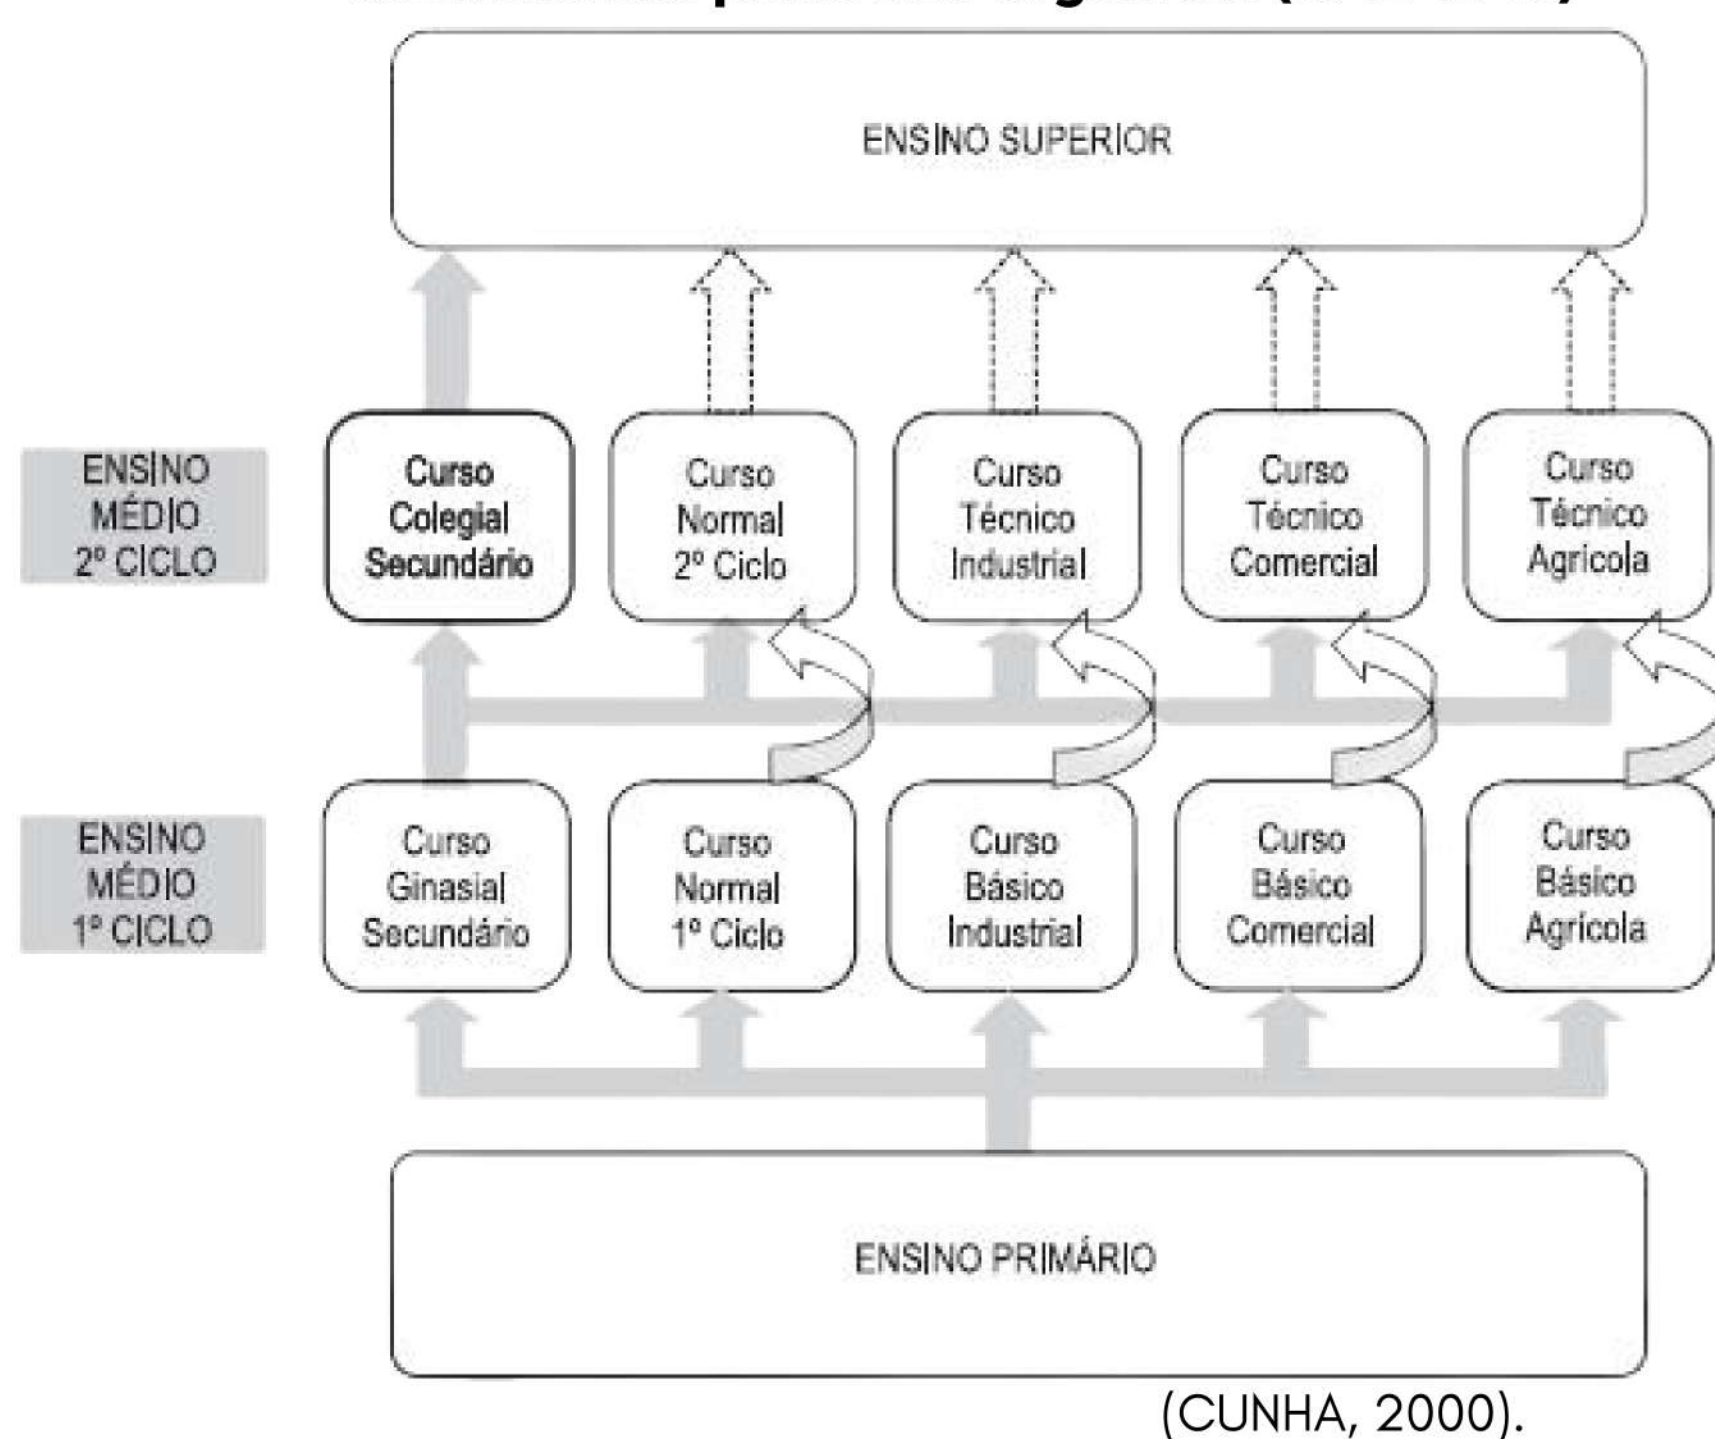 ENSINO SUPERIOR
ENSINO
MÉDIO
2º CICLO
Curso
Colegial
Secundário
Curso
Normal
2º Ciclo
Curso
Técnico
Industrial
Curso
Técnico
Comercial
Curso
Técnico
Agrícola
ENSINO
MÉDIO
1º CICLO
Curso
Ginasial
Secundário
Curso
Normal
1º Ciclo
Curso
Básico
Industrial
Curso
Básico
Comercial
Curso
Básico
Agrícola
ENSINO PRIMÁRIO
(CUNHA, 2000).